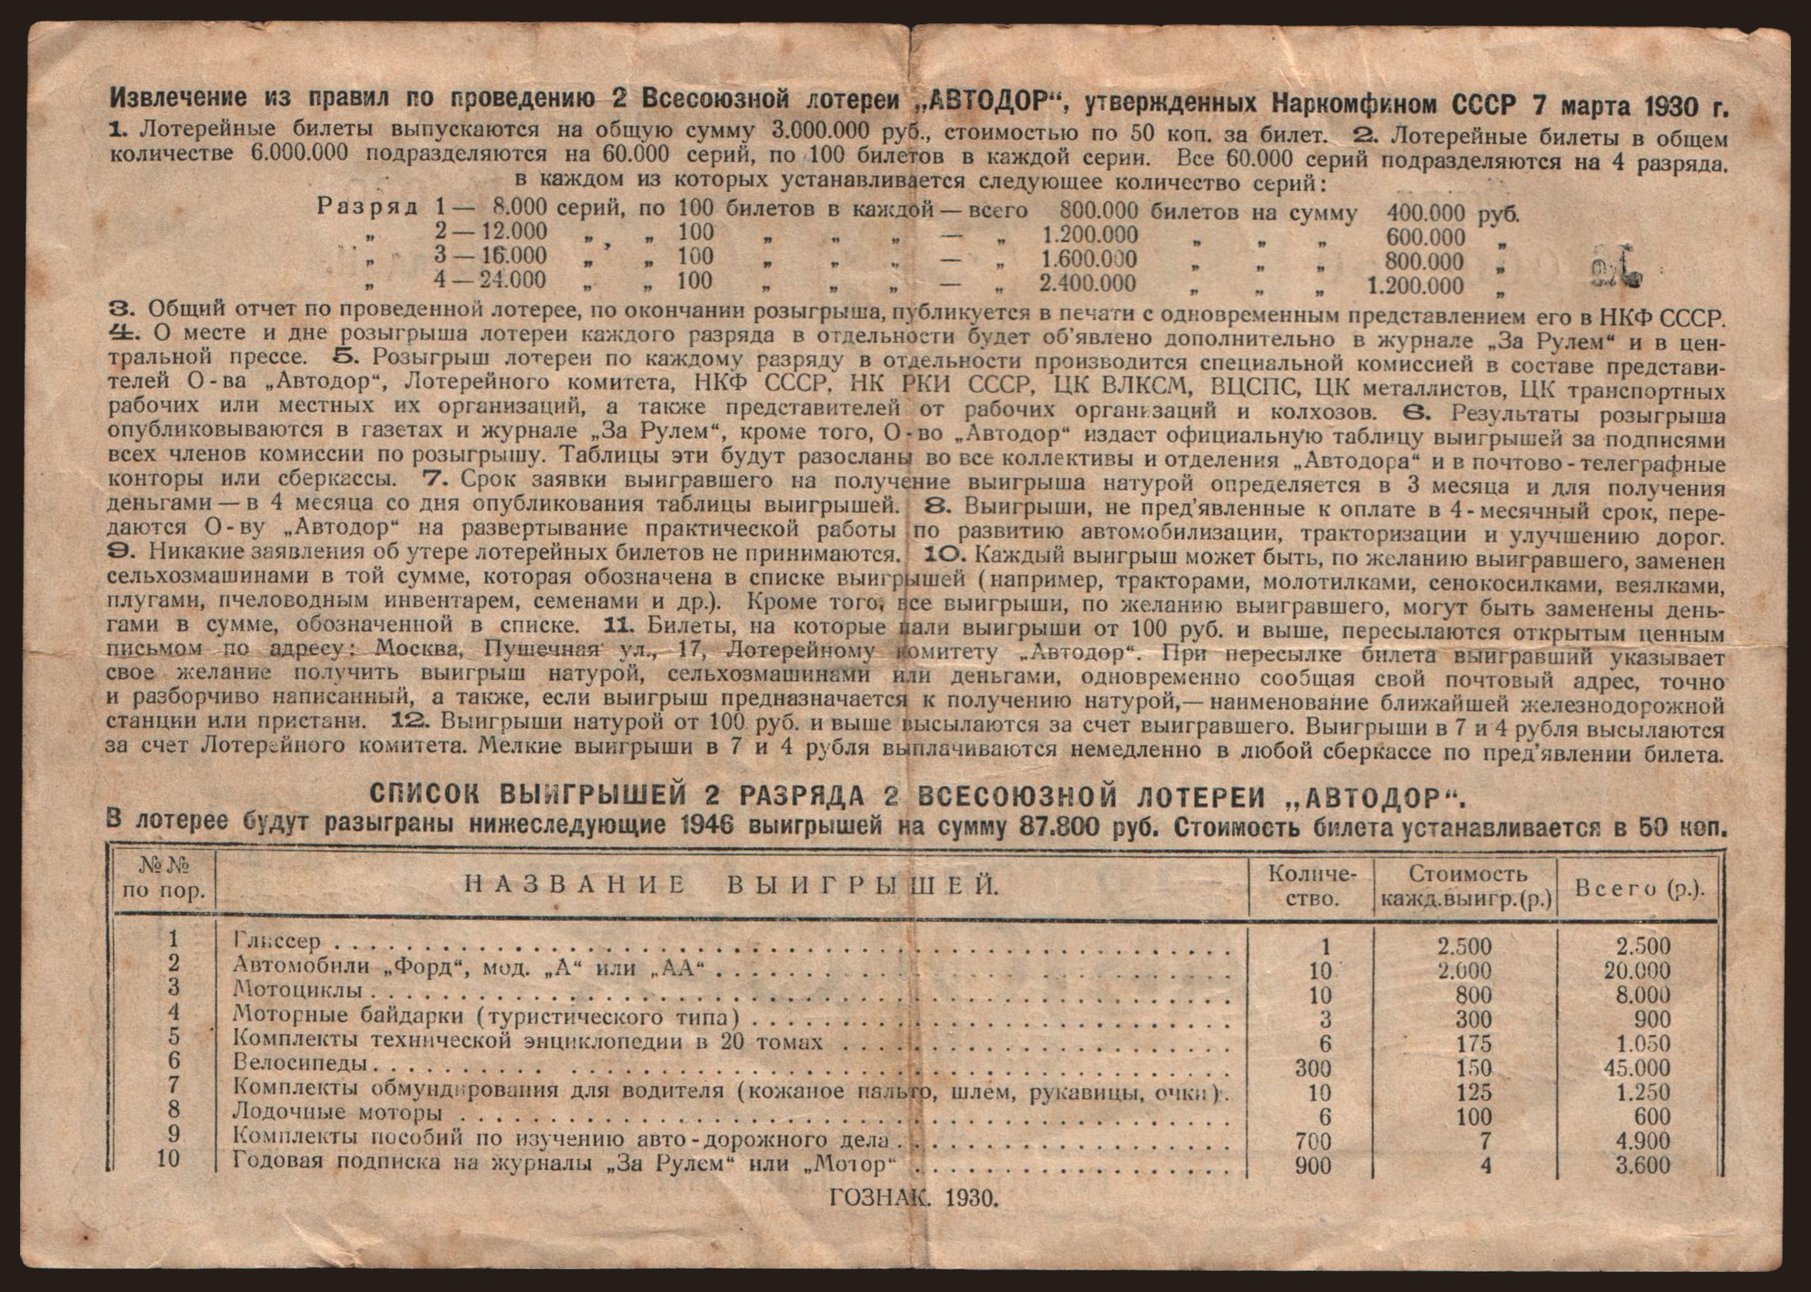 Извлечение из правил по проведению 2 Всесоюзной лотереи „АВТОДОР“, утвержденных Наркомфином СССР 7 марта 1930 г.
1. Лотерейные билеты выпускаются на общую сумму 3.000.000 руб., стоимостью по 50 коп. за билет. 2. Лотерейные билеты в общем
количестве 6.000.000 подразделяются на 60.000 серий, по 100 билетов в каждой серии. Все 60.000 серий подразделяются на 4 разряда.
в каждом из которых устанавливается следующее количество серий:
Разряд 1 — 8.000 серий, по 100 билетов в каждой — всего 800.000 билетов на сумму 400.000 руб.
„ 2 — 12.000 „ „ 100 „ „ „ — „ 1.200.000 „ „ „ 600.000 „
„ 3 — 16.000 „ „ 100 „ „ „ — „ 1.600.000 „ „ „ 800.000 „
„ 4 — 24.000 „ „ 100 „ „ „ — „ 2.400.000 „ „ „ 1.200.000 „
3. Общий отчет по проведенной лотерее, по окончании розыгрыша, публикуется в печати с одновременным представлением его в НКФ СССР.
4. О месте и дне розыгрыша лотереи каждого разряда в отдельности будет об’явлено дополнительно в журнале „За Рулем“ и в цен-
тральной прессе. 5. Розыгрыш лотереи по каждому разряду в отдельности производится специальной комиссией в составе представи-
телей О-ва „Автодор“, Лотерейного комитета, НКФ СССР, НК РКИ СССР, ЦК ВЛКСМ, ВЦСПС, ЦК металлистов, ЦК транспортных
рабочих или местных их организаций, а также представителей от рабочих организаций и колхозов. 6. Результаты розыгрыша
опубликовываются в газетах и журнале „За Рулем“, кроме того, О-во „Автодор“ издаст официальную таблицу выигрышей за подписями
всех членов комиссии по розыгрышу. Таблицы эти будут разосланы во все коллективы и отделения „Автодора“ и в почтово-телеграфные
конторы или сберкассы. 7. Срок заявки выигравшего на получение выигрыша натурой определяется в 3 месяца и для получения
деньгами — в 4 месяца со дня опубликования таблицы выигрышей. 8. Выигрыши, не пред’явленные к оплате в 4-месячный срок, пере-
даются О-ву „Автодор“ на развертывание практической работы по развитию автомобилизации, тракторизации и улучшению дорог.
9. Никакие заявления об утере лотерейных билетов не принимаются. 10. Каждый выигрыш может быть, по желанию выигравшего, заменен
сельхозмашинами в той сумме, которая обозначена в списке выигрышей (например, тракторами, молотилками, сенокосилками, веялками,
плугами, пчеловодным инвентарем, семенами и др.). Кроме того, все выигрыши, по желанию выигравшего, могут быть заменены день-
гами в сумме, обозначенной в списке. 11. Билеты, на которые пали выигрыши от 100 руб. и выше, пересылаются открытым ценным
письмом по адресу: Москва, Пушечная ул., 17, Лотерейному комитету „Автодор“. При пересылке билета выигравший указывает
свое желание получить выигрыш натурой, сельхозмашинами или деньгами, одновременно сообщая свой почтовый адрес, точно
и разборчиво написанный, а также, если выигрыш предназначается к получению натурой,— наименование ближайшей железнодорожной
станции или пристани. 12. Выигрыши натурой от 100 руб. и выше высылаются за счет выигравшего. Выигрыши в 7 и 4 рубля высылаются
за счет Лотерейного комитета. Мелкие выигрыши в 7 и 4 рубля выплачиваются немедленно в любой сберкассе по пред’явлении билета.
СПИСОК ВЫИГРЫШЕЙ 2 РАЗРЯДА 2 ВСЕСОЮЗНОЙ ЛОТЕРЕИ „АВТОДОР“.
В лотерее будут разыграны нижеследующие 1946 выигрышей на сумму 87.800 руб. Стоимость билета устанавливается в 50 коп.
№№ по пор. НАЗВАНИЕ ВЫИГРЫШЕЙ. Количе-ство. Стоимость кажд.выигр.(р.) Всего (р.).
1 Глиссер 1 2.500 2.500
2 Автомобили „Форд“, мод. „А“ или „АА“ 10 2.000 20.000
3 Мотоциклы 10 800 8.000
4 Моторные байдарки (туристического типа) 3 300 900
5 Комплекты технической энциклопедии в 20 томах 6 175 1.050
6 Велосипеды 300 150 45.000
7 Комплекты обмундирования для водителя (кожаное пальто, шлем, рукавицы, очки). 10 125 1.250
8 Лодочные моторы 6 100 600
9 Комплекты пособий по изучению авто-дорожного дела 700 7 4.900
10 Годовая подписка на журналы „За Рулем“ или „Мотор“ 900 4 3.600
ГОЗНАК. 1930.